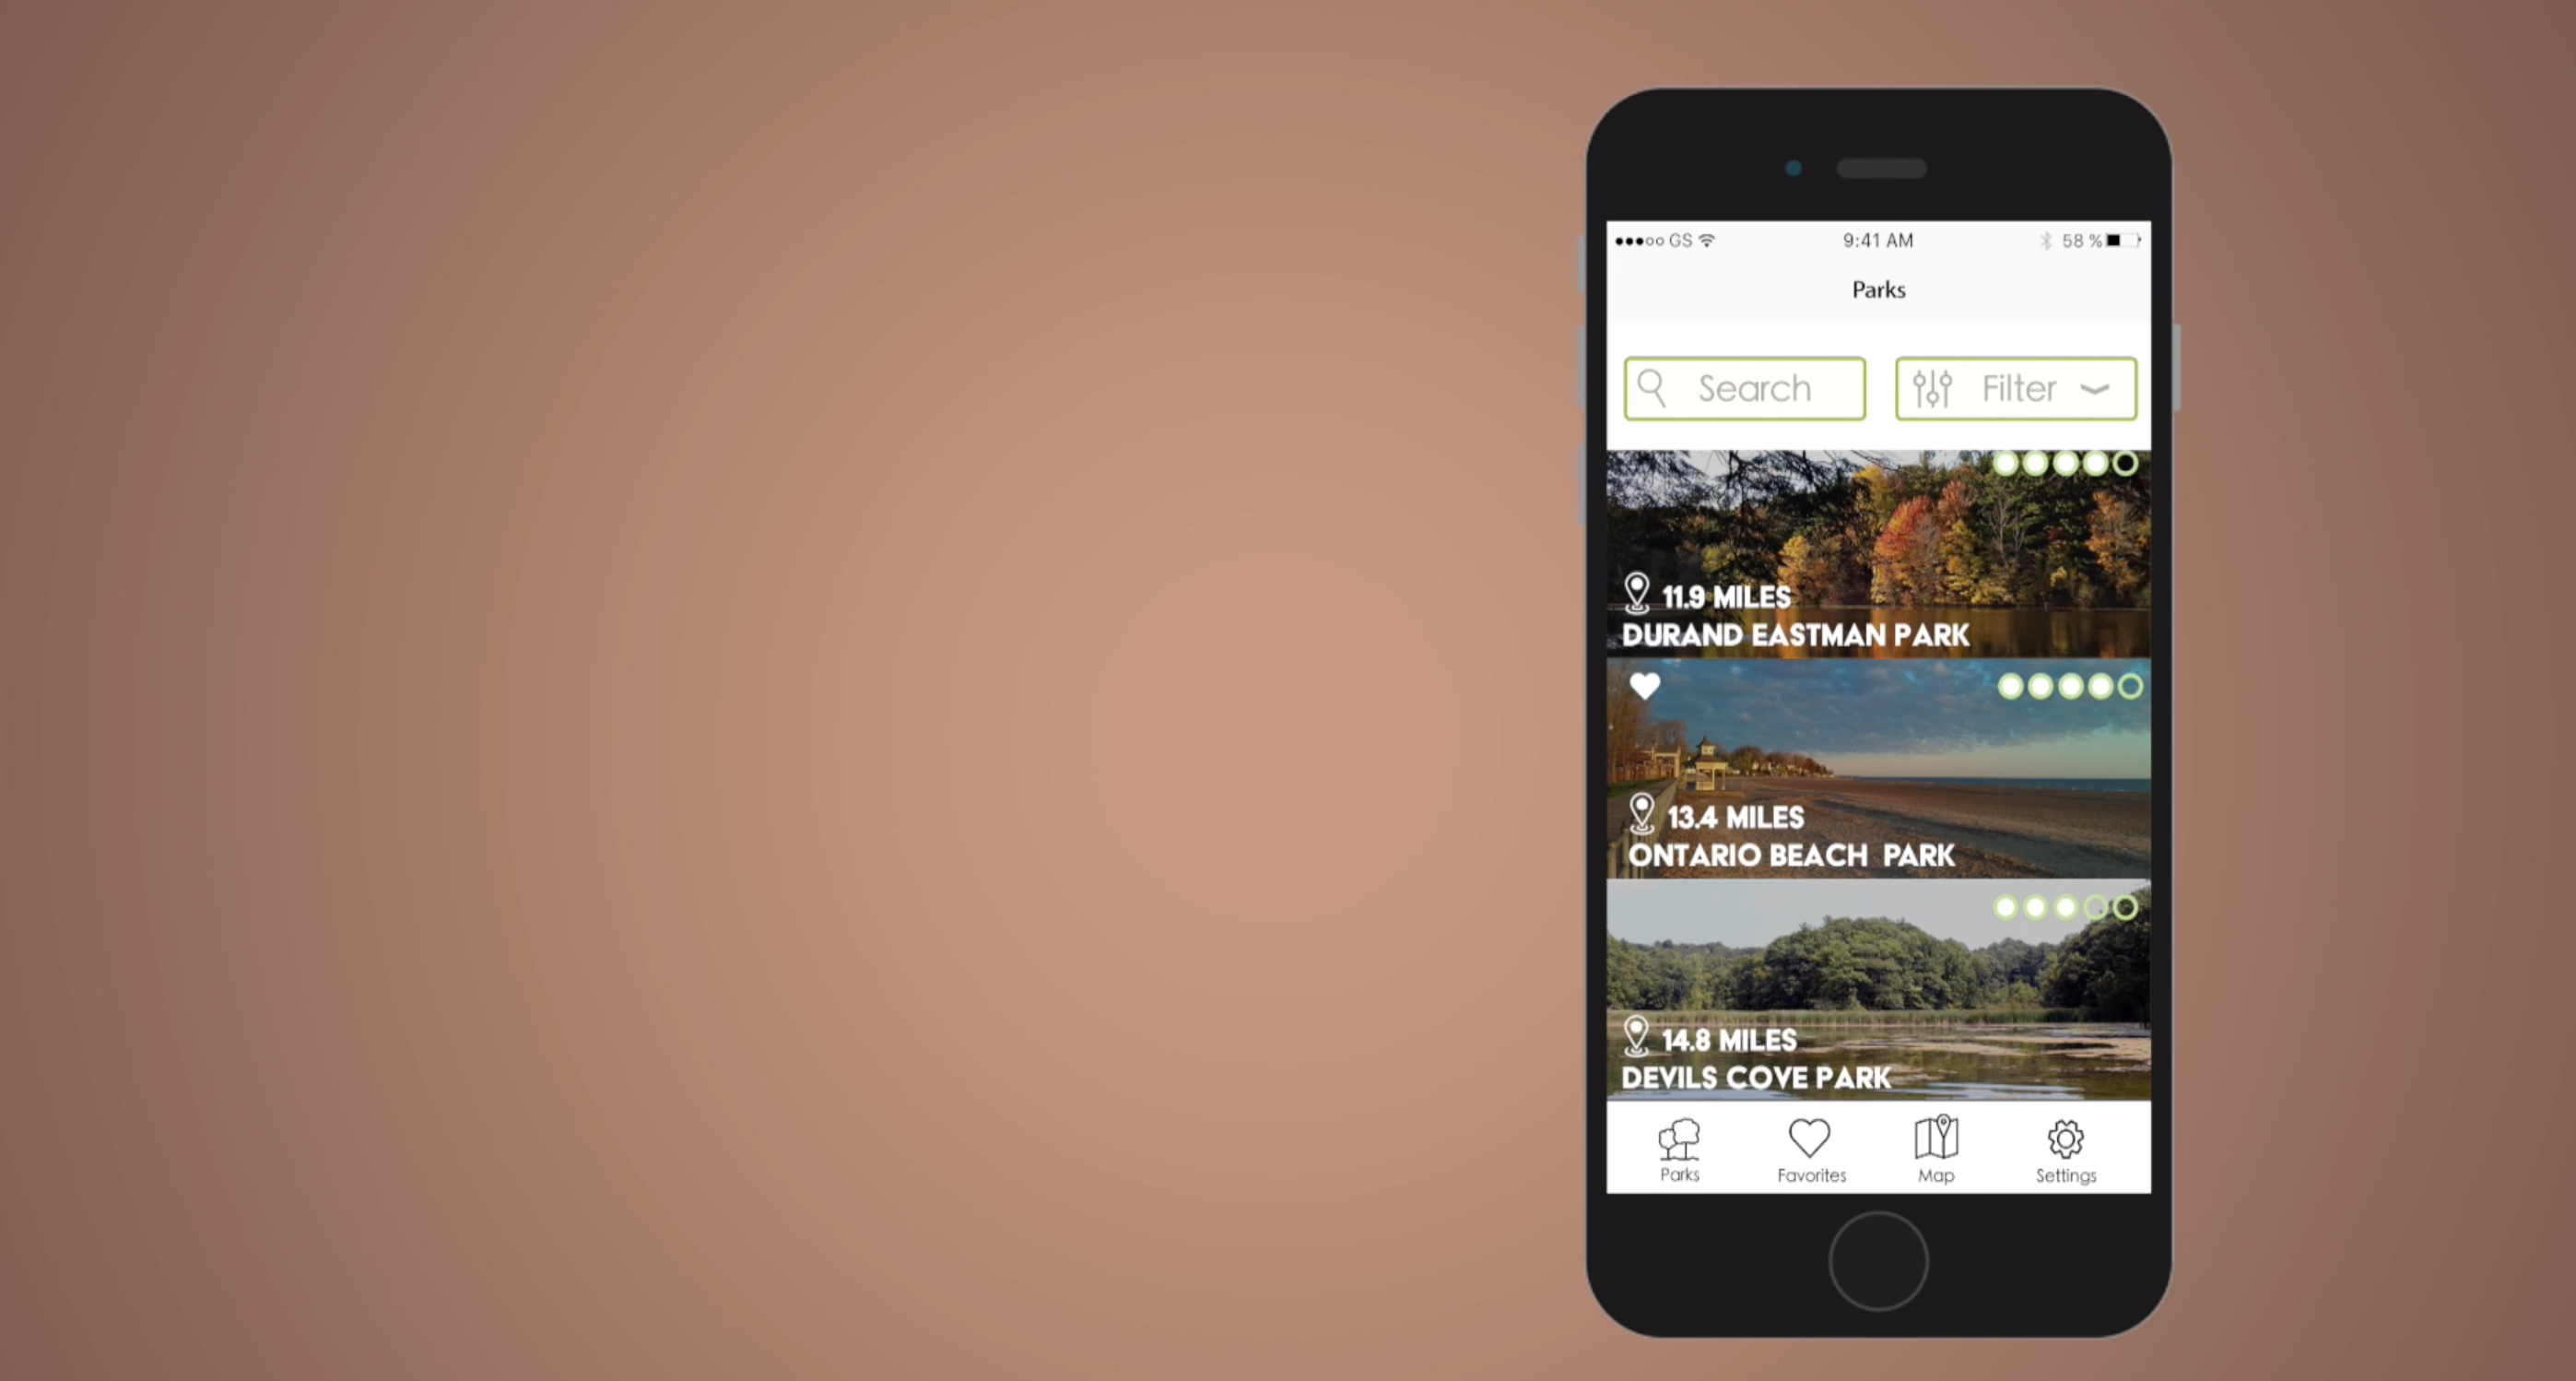 GS 9:41 AM 58 %
Parks
Search Filter
11.9 MILES
DURAND EASTMAN PARK
13.4 MILES
ONTARIO BEACH PARK
14.8 MILES
DEVILS COVE PARK
Parks Favorites Map Settings